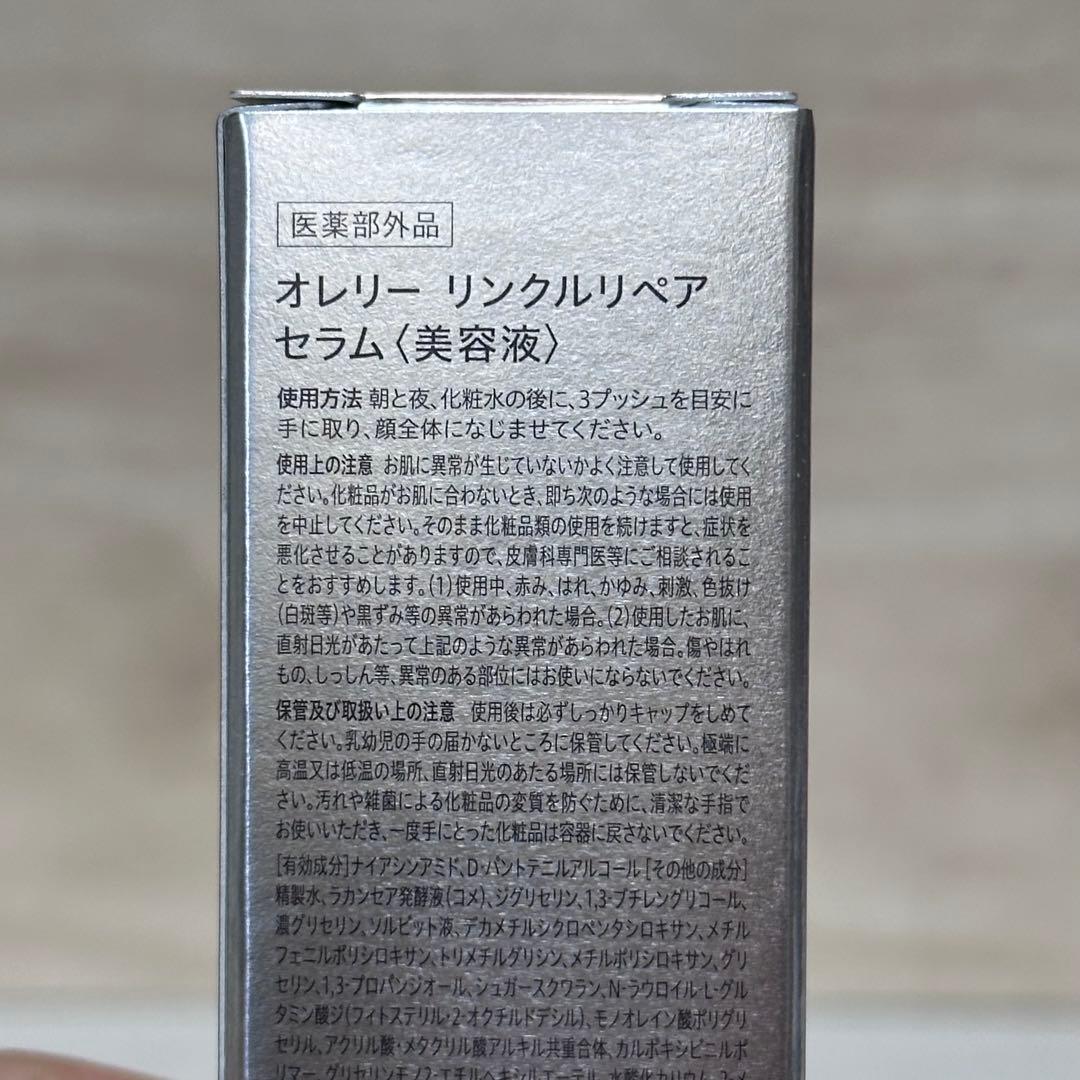 医薬部外品
オレリー リンクルリペア
セラム〈美容液〉
使用方法 朝と夜、化粧水の後に、3プッシュを目安に
手に取り、顔全体になじませてください。
使用上の注意 お肌に異常が生じていないかよく注意して使用してく
ださい。化粧品がお肌に合わないとき、即ち次のような場合には使用
を中止してください。そのまま化粧品類の使用を続けますと、症状を
悪化させることがありますので、皮膚科専門医等にご相談されるこ
とをおすすめします。(1)使用中、赤み、はれ、かゆみ、刺激、色抜け
(白斑等)や黒ずみ等の異常があらわれた場合。(2)使用したお肌に、
直射日光があたって上記のような異常があらわれた場合。傷やはれ
もの、しっしん等、異常のある部位にはお使いにならないでください。
保管及び取扱い上の注意 使用後は必ずしっかりキャップをしめて
ください。乳幼児の手の届かないところに保管してください。極端に
高温又は低温の場所、直射日光のあたる場所には保管しないでくだ
さい。汚れや雑菌による化粧品の変質を防ぐために、清潔な手指で
お使いいただき、一度手にとった化粧品は容器に戻さないでください。
[有効成分]ナイアシンアミド、D-パントテニルアルコール [その他の成分]
精製水、ラカンセア発酵液(コメ)、ジグリセリン、1,3-ブチレングリコール、
濃グリセリン、ソルビット液、デカメチルシクロペンタシロキサン、メチル
フェニルポリシロキサン、トリメチルグリシン、メチルポリシロキサン、グリ
セリン、1,3-プロパンジオール、シュガースクワラン、N-ラウロイル-L-グル
タミン酸ジ(フィトステリル・2-オクチルドデシル)、モノオレイン酸ポリグリ
セリル、アクリル酸・メタクリル酸アルキル共重合体、カルボキシビニルポ
リマー、グリセリンモノ2-エチルヘキシルエーテル、水酸化カリウム、2-メ